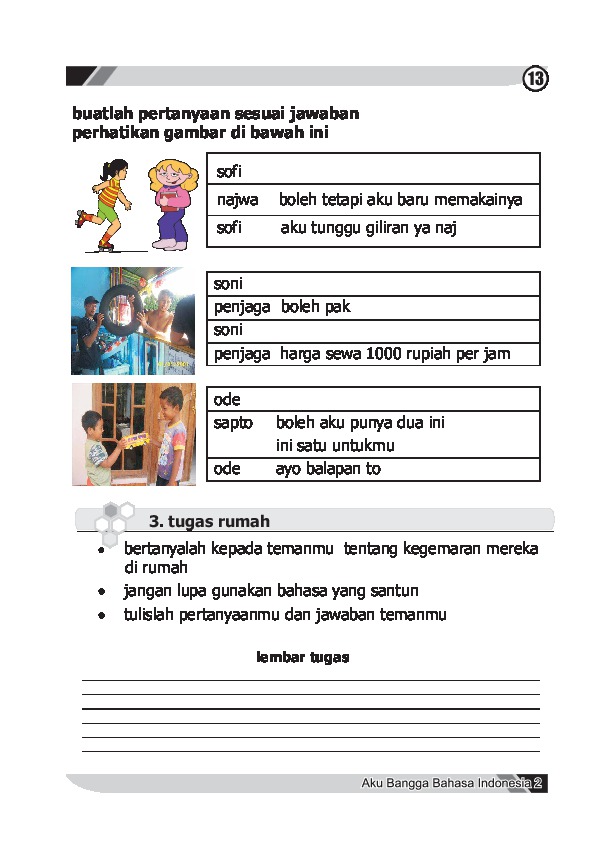 13
buatlah pertanyaan sesuai jawaban
perhatikan gambar di bawah ini
sofi
najwa boleh tetapi aku baru memakainya
sofi aku tunggu giliran ya naj
soni
penjaga boleh pak
soni
penjaga harga sewa 1000 rupiah per jam
ode
sapto boleh aku punya dua ini
ini satu untukmu
ode ayo balapan to
3. tugas rumah
• bertanyalah kepada temanmu tentang kegemaran mereka
di rumah
• jangan lupa gunakan bahasa yang santun
• tulislah pertanyaanmu dan jawaban temanmu
lembar tugas
Aku Bangga Bahasa Indonesia 2